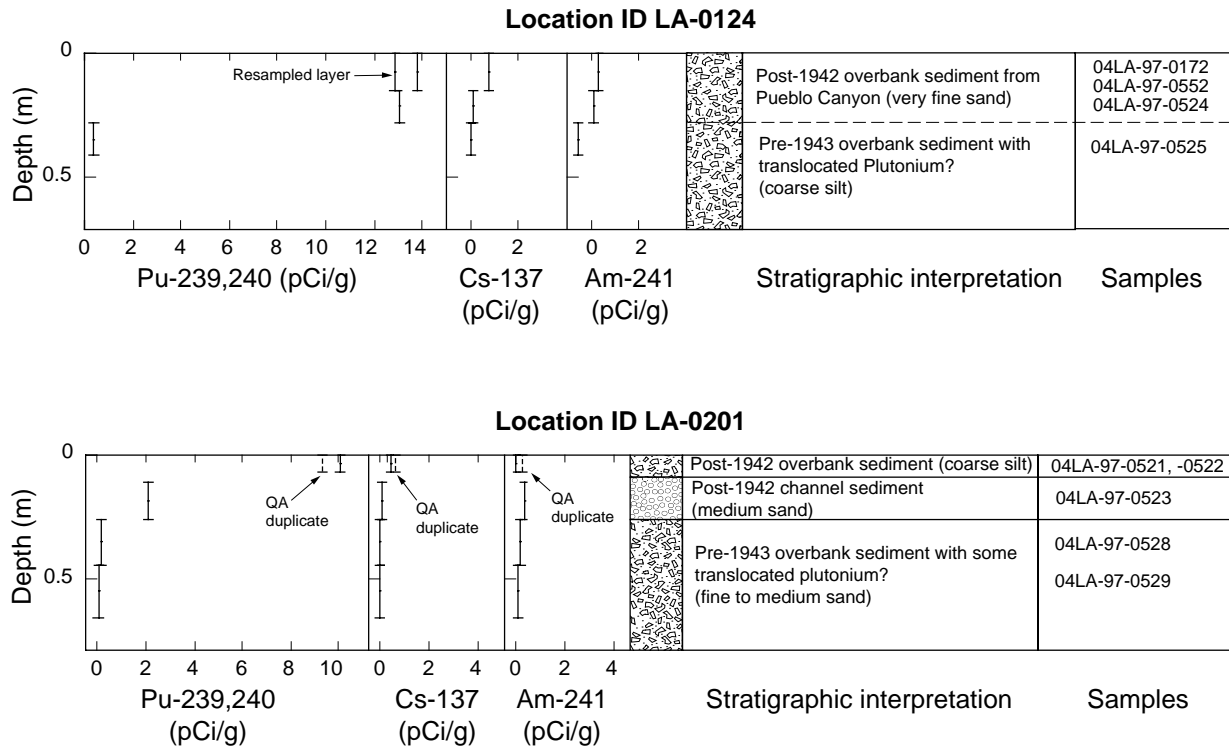 Location ID LA-0124
0
0.5
Depth (m)
Resampled layer
Post-1942 overbank sediment from
Pueblo Canyon (very fine sand)
Pre-1943 overbank sediment with
translocated Plutonium?
(coarse silt)
04LA-97-0172
04LA-97-0552
04LA-97-0524
04LA-97-0525
0 2 4 6 8 10 12 14 0 2 0 2
Pu-239,240 (pCi/g)
Cs-137
(pCi/g)
Am-241
(pCi/g)
Stratigraphic interpretation
Samples
Location ID LA-0201
0
0.5
Depth (m)
QA
duplicate
QA
duplicate
QA
duplicate
Post-1942 overbank sediment (coarse silt)
Post-1942 channel sediment
(medium sand)
Pre-1943 overbank sediment with some
translocated plutonium?
(fine to medium sand)
04LA-97-0521, -0522
04LA-97-0523
04LA-97-0528
04LA-97-0529
0 2 4 6 8 10 0 2 4 0 2 4
Pu-239,240
(pCi/g)
Cs-137
(pCi/g)
Am-241
(pCi/g)
Stratigraphic interpretation
Samples